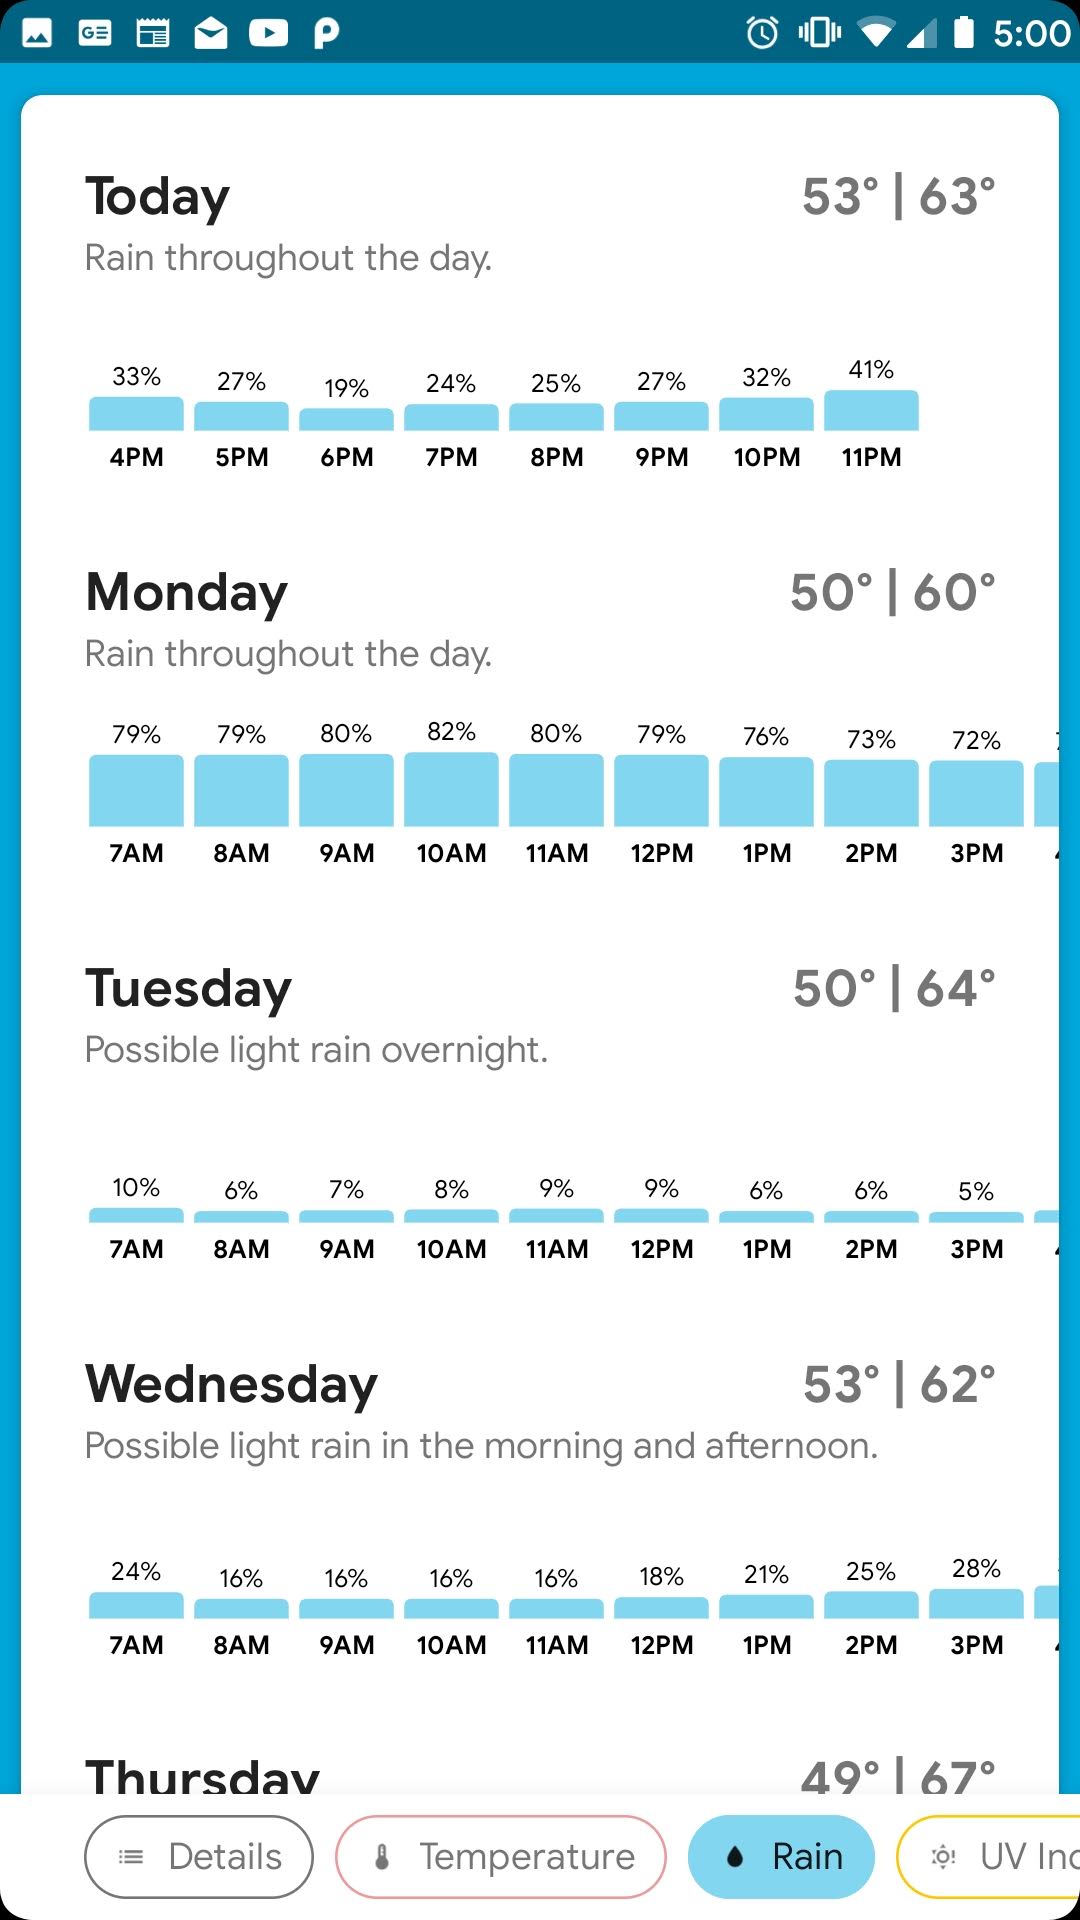 5:00
Today 53° | 63°
Rain throughout the day.
33% 27% 19% 24% 25% 27% 32% 41%
4PM 5PM 6PM 7PM 8PM 9PM 10PM 11PM
Monday 50° | 60°
Rain throughout the day.
79% 79% 80% 82% 80% 79% 76% 73% 72%
7AM 8AM 9AM 10AM 11AM 12PM 1PM 2PM 3PM
Tuesday 50° | 64°
Possible light rain overnight.
10% 6% 7% 8% 9% 9% 6% 6% 5%
7AM 8AM 9AM 10AM 11AM 12PM 1PM 2PM 3PM
Wednesday 53° | 62°
Possible light rain in the morning and afternoon.
24% 16% 16% 16% 16% 18% 21% 25% 28%
7AM 8AM 9AM 10AM 11AM 12PM 1PM 2PM 3PM
Thursday 49° | 67°
Details Temperature Rain UV